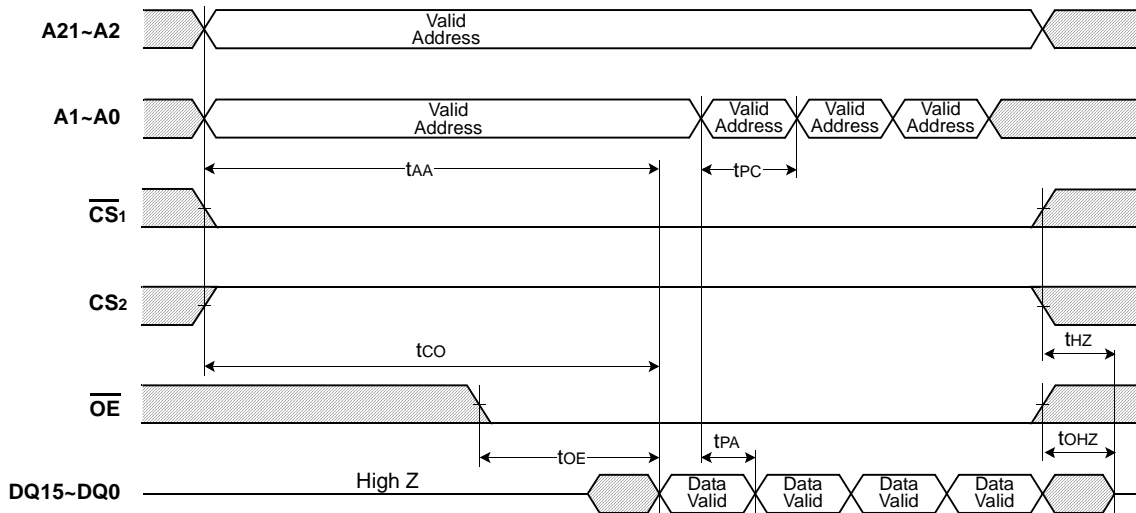 A21~A2
Valid
Address
A1~A0
Valid
Address
Valid
Address
Valid
Address
Valid
Address
tAA
tPC
CS1
CS2
tCO
tHZ
OE
tOE
tPA
tOHZ
DQ15~DQ0
High Z
Data
Valid
Data
Valid
Data
Valid
Data
Valid